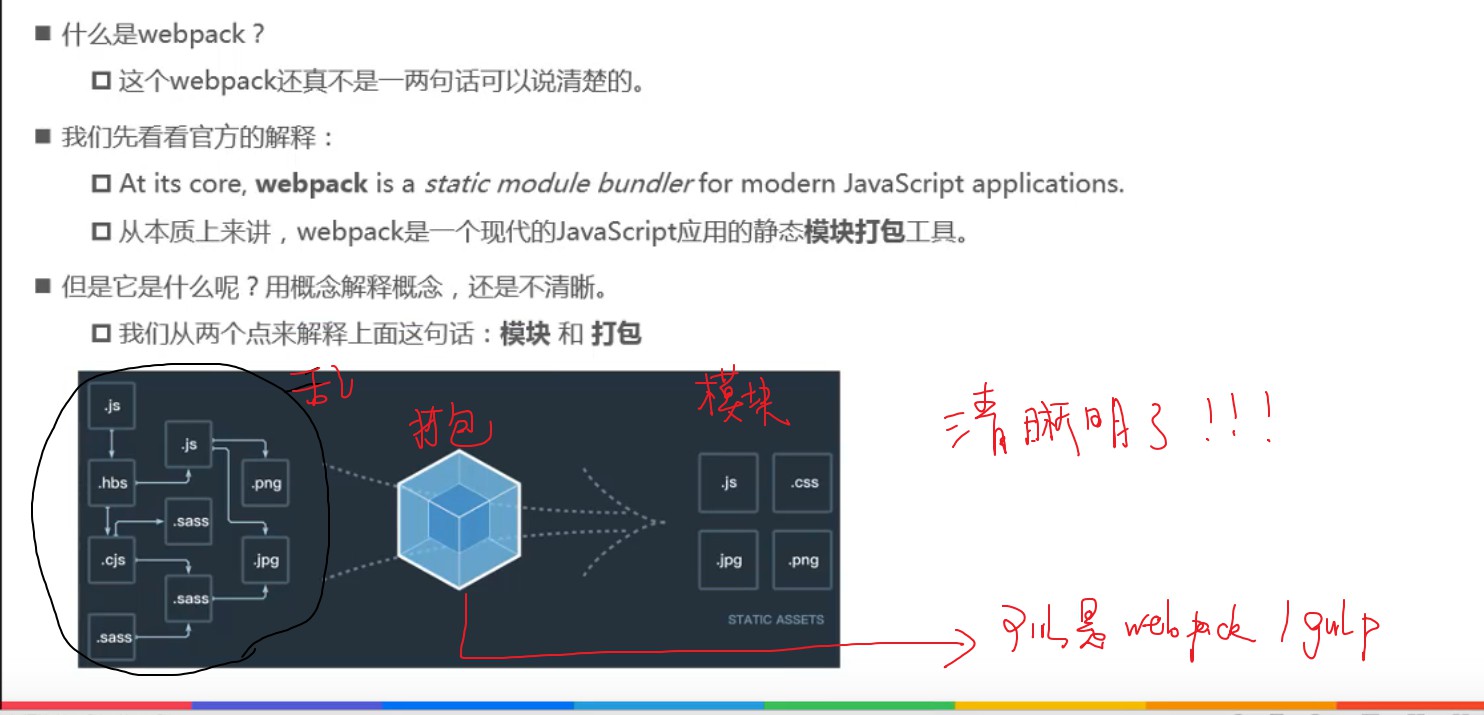 什么是webpack？
这个webpack还真不是一两句话可以说清楚的。
我们先看看官方的解释：
At its core, webpack is a static module bundler for modern JavaScript applications.
从本质上来讲，webpack是一个现代的JavaScript应用的静态模块打包工具。
但是它是什么呢？用概念解释概念，还是不清晰。
我们从两个点来解释上面这句话：模块 和 打包
乱
打包
模块
清晰明了！！！
.js
.js
.hbs
.png
.sass
.cjs
.jpg
.sass
.sass
.js
.css
.jpg
.png
STATIC ASSETS
可以是 webpack / gulp